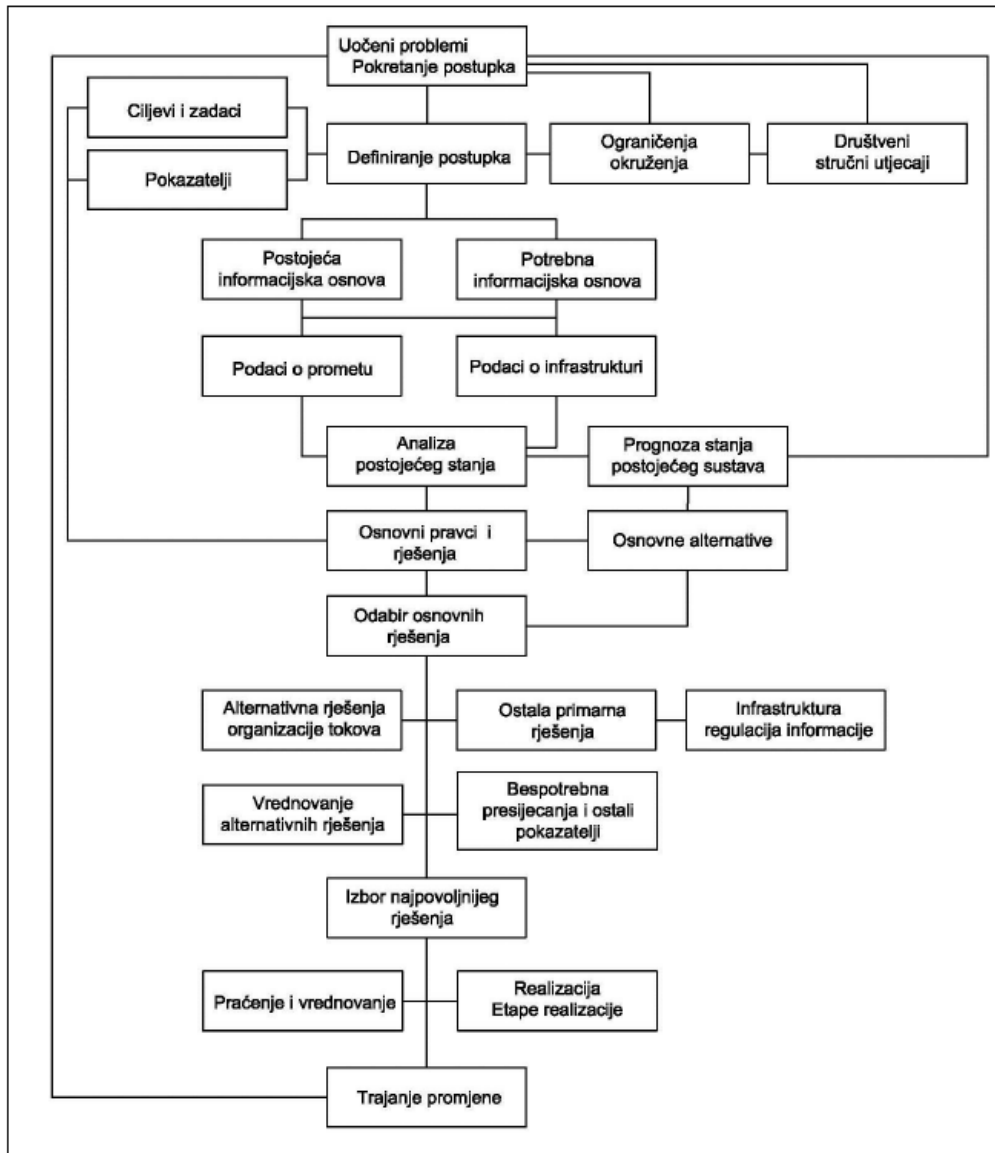 Uočeni problemi
Pokretanje postupka
Ciljevi i zadaci
Pokazatelji
Definiranje postupka
Ograničenja
okruženja
Društveni
stručni utjecaji
Postojeća
informacijska osnova
Potrebna
informacijska osnova
Podaci o prometu
Podaci o infrastrukturi
Analiza
postojećeg stanja
Prognoza stanja
postojećeg sustava
Osnovni pravci i
rješenja
Osnovne alternative
Odabir osnovnih
rješenja
Alternativna rješenja
organizacije tokova
Ostala primarna
rješenja
Infrastruktura
regulacija informacije
Vrednovanje
alternativnih rješenja
Bespotrebna
presijecanja i ostali
pokazatelji
Izbor najpovoljnijeg
rješenja
Praćenje i vrednovanje
Realizacija
Etape realizacije
Trajanje promjene